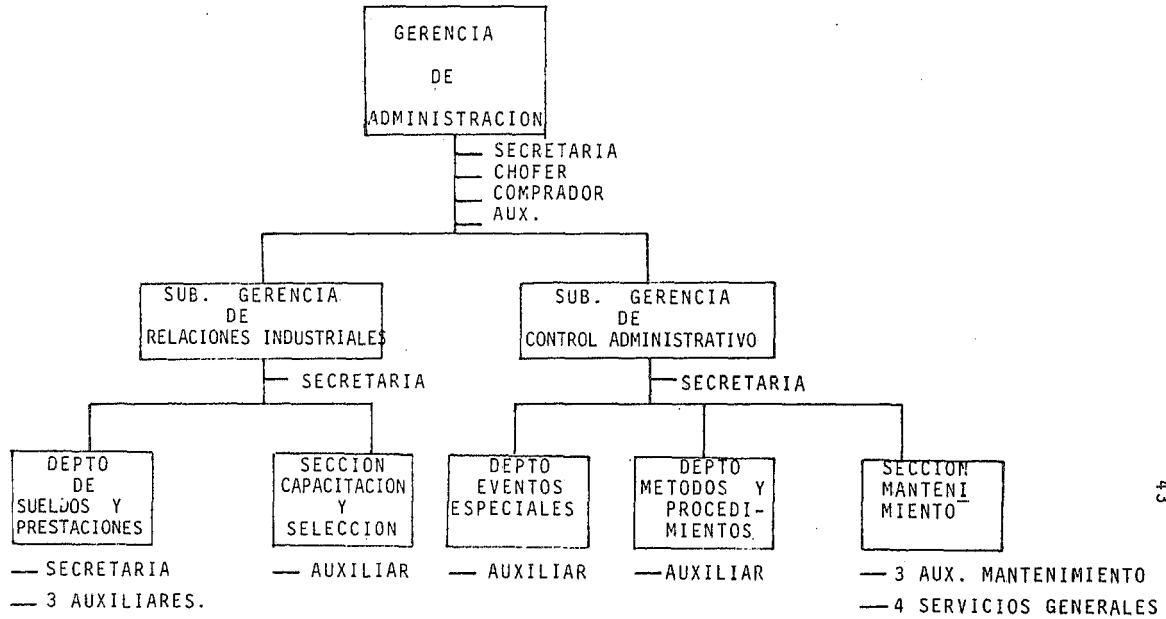 GERENCIA
DE
ADMINISTRACION
SECRETARIA
CHOFER
COMPRADOR
AUX.
SUB. GERENCIA
DE
RELACIONES INDUSTRIALES
SECRETARIA
SUB. GERENCIA
DE
CONTROL ADMINISTRATIVO
SECRETARIA
DEPTO
DE
SUELDOS Y
PRESTACIONES
— SECRETARIA
— 3 AUXILIARES.
SECCION
CAPACITACION
Y
SELECCION
— AUXILIAR
DEPTO
EVENTOS
ESPECIALES
— AUXILIAR
DEPTO
METODOS Y
PROCEDI-
MIENTOS
— AUXILIAR
SECCION
MANTENI
MIENTO
— 3 AUX. MANTENIMIENTO
— 4 SERVICIOS GENERALES
43